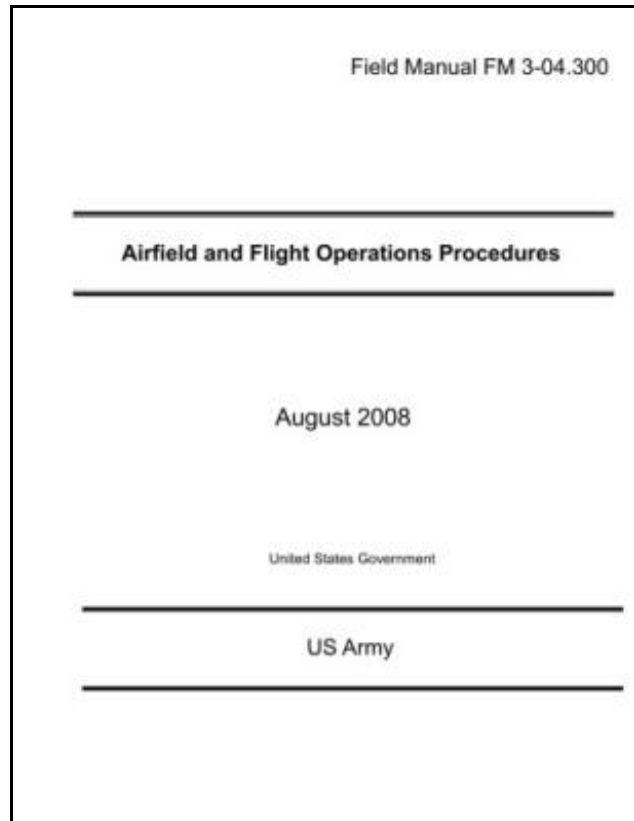 Field Manual FM 3-04.300
Airfield and Flight Operations Procedures
August 2008
United States Government
US Army